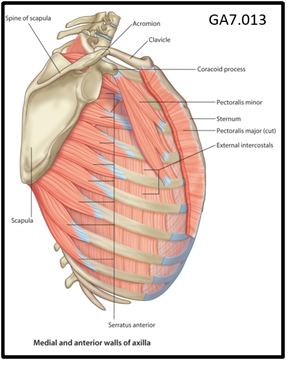 GA7.013
Spine of scapula
Acromion
Clavicle
Coracoid process
Pectoralis minor
Sternum
Pectoralis major (cut)
External intercostals
Scapula
Serratus anterior
Medial and anterior walls of axilla